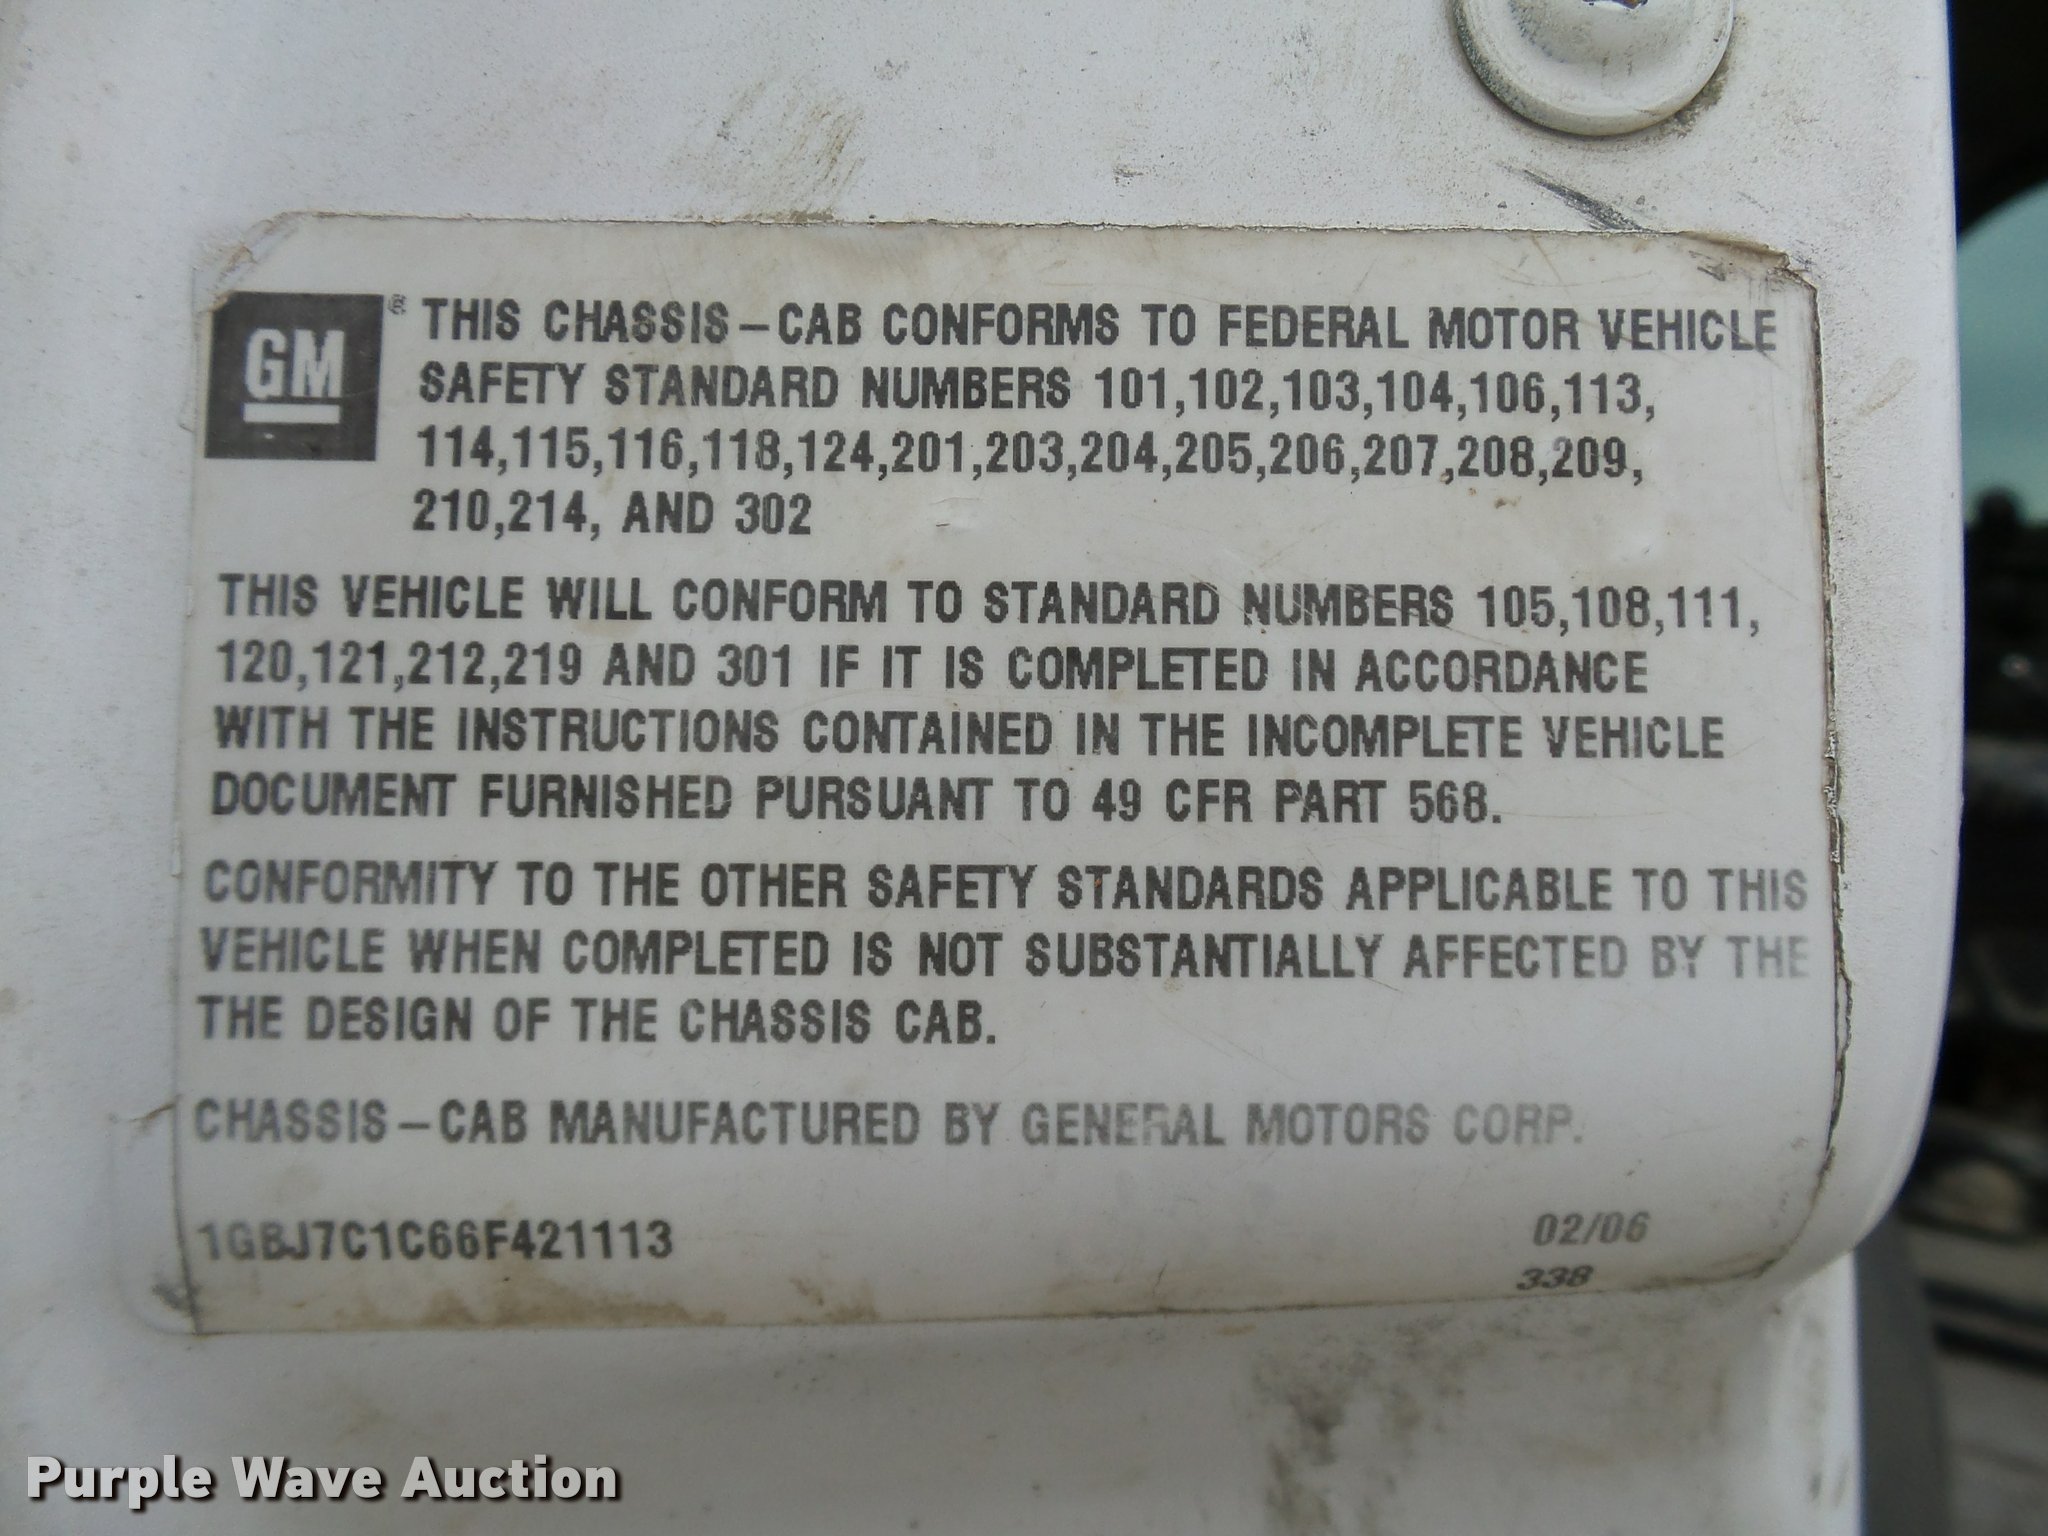 GM ®
THIS CHASSIS-CAB CONFORMS TO FEDERAL MOTOR VEHICLE
SAFETY STANDARD NUMBERS 101,102,103,104,106,113,
114,115,116,118,124,201,203,204,205,206,207,208,209,
210,214, AND 302
THIS VEHICLE WILL CONFORM TO STANDARD NUMBERS 105,108,111,
120,121,212,219 AND 301 IF IT IS COMPLETED IN ACCORDANCE
WITH THE INSTRUCTIONS CONTAINED IN THE INCOMPLETE VEHICLE
DOCUMENT FURNISHED PURSUANT TO 49 CFR PART 568.
CONFORMITY TO THE OTHER SAFETY STANDARDS APPLICABLE TO THIS
VEHICLE WHEN COMPLETED IS NOT SUBSTANTIALLY AFFECTED BY THE
THE DESIGN OF THE CHASSIS CAB.
CHASSIS-CAB MANUFACTURED BY GENERAL MOTORS CORP.
1GBJ7C1C66F421113 02/06
338
Purple Wave Auction